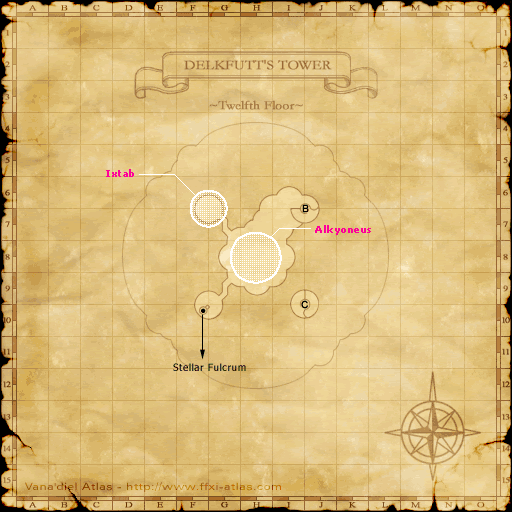 A B C D E F G H I J K L M N O
DELKFUTT'S TOWER
~Twelfth Floor~
Ixtab
B
Alkyoneus
C
Stellar Fulcrum
Vana'diel Atlas - http://www.ffxi-atlas.com
1
2
3
4
5
6
7
8
9
10
11
12
13
14
15
A B C D E F G H I J K L M N O